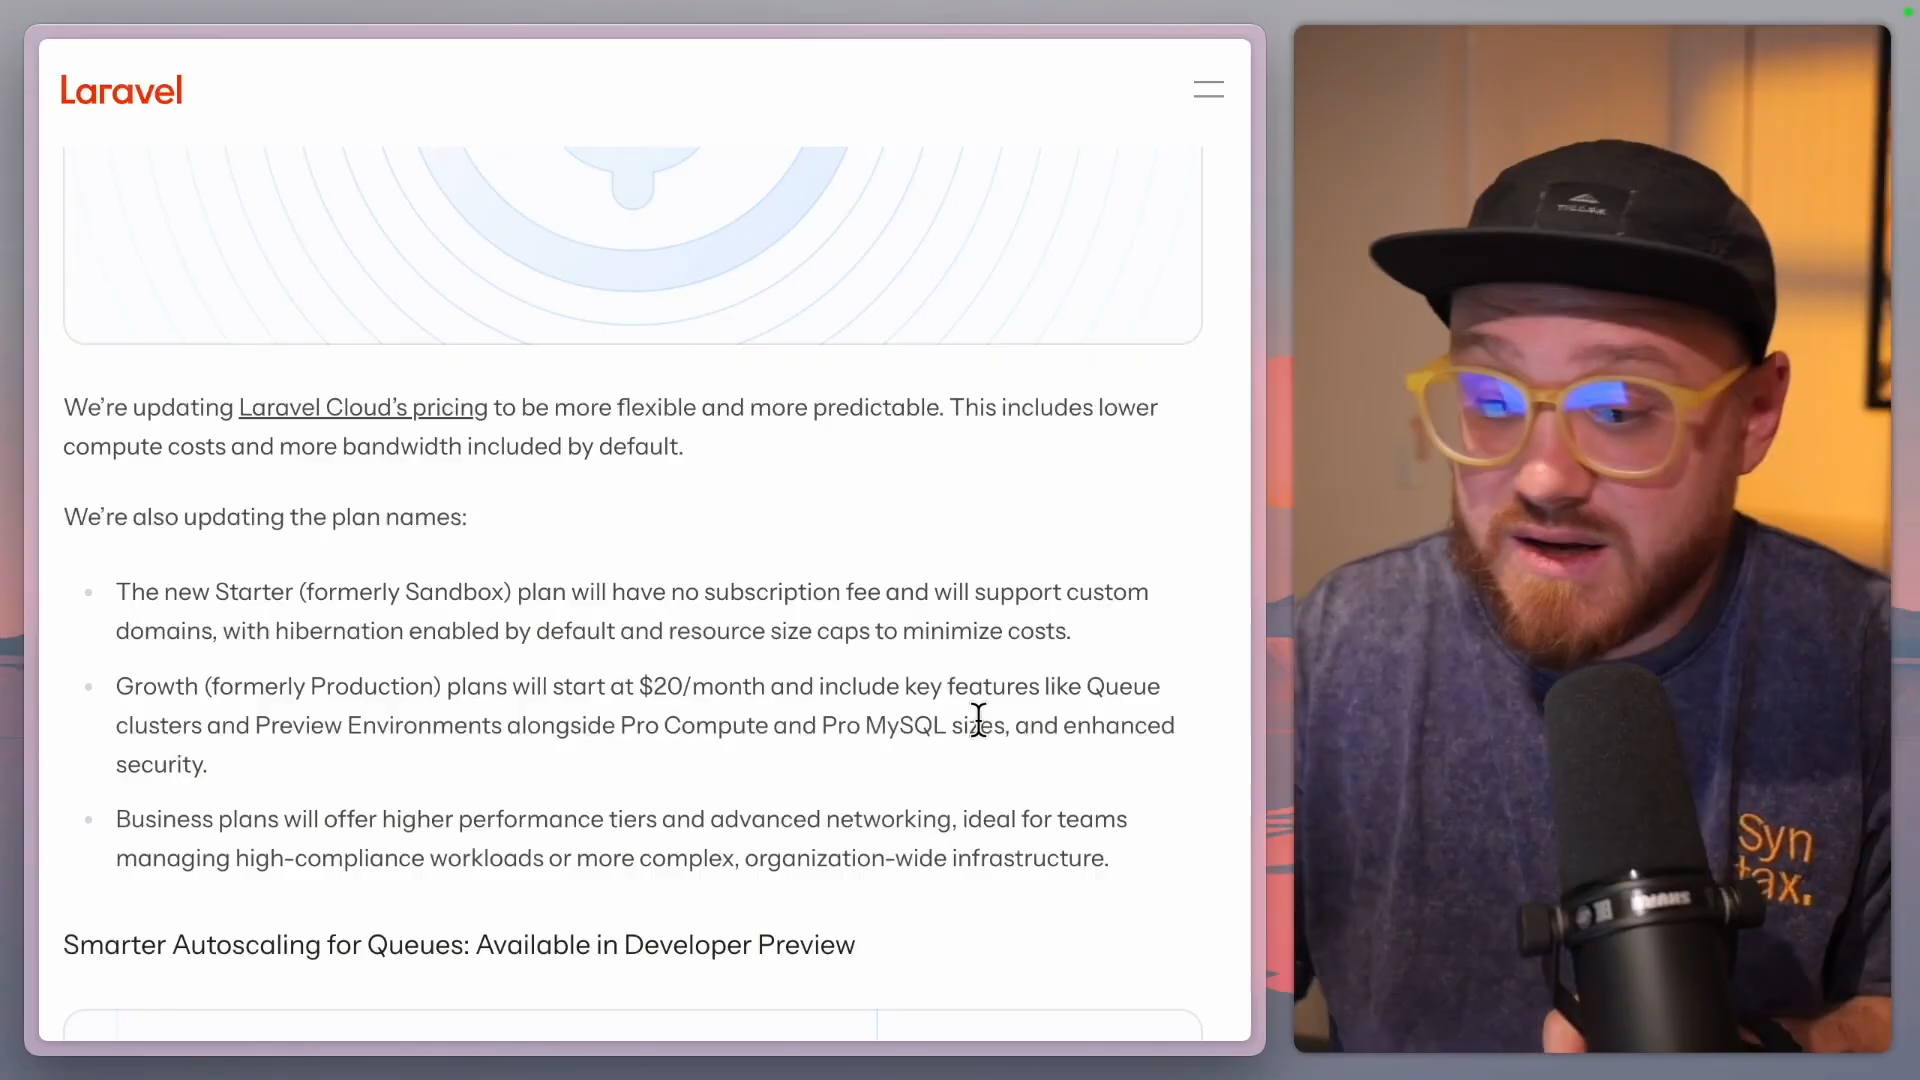 Laravel
We’re updating Laravel Cloud’s pricing to be more flexible and more predictable. This includes lower
compute costs and more bandwidth included by default.
We’re also updating the plan names:
The new Starter (formerly Sandbox) plan will have no subscription fee and will support custom
domains, with hibernation enabled by default and resource size caps to minimize costs.
Growth (formerly Production) plans will start at $20/month and include key features like Queue
clusters and Preview Environments alongside Pro Compute and Pro MySQL sizes, and enhanced
security.
Business plans will offer higher performance tiers and advanced networking, ideal for teams
managing high-compliance workloads or more complex, organization-wide infrastructure.
Smarter Autoscaling for Queues: Available in Developer Preview
Syn
tax.